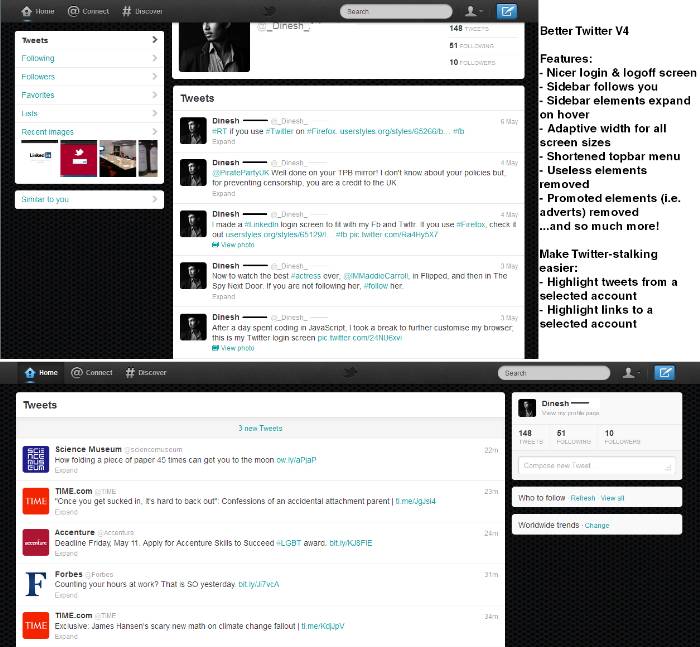 Home
Connect
Discover
Search
Tweets
Following
Followers
Favorites
Lists
Recent images
Linked in
Similar to you
@_Dinesh_
148 TWEETS
51 FOLLOWING
10 FOLLOWERS
Tweets
Dinesh @_Dinesh_ 6 May
#RT if you use #Twitter on #Firefox. userstyles.org/styles/65266/b... #fb
Expand
Dinesh @_Dinesh_ 4 May
@PiratePartyUK Well done on your TPB mirror! I don't know about your policies but,
for preventing censorship, you are a credit to the UK
Expand
Dinesh @_Dinesh_ 4 May
I made a #LinkedIn login screen to fit with my Fb and Twttr. If you use #Firefox, check it
out userstyles.org/styles/65129/l... #fb pic.twitter.com/Ra4Hy5X7
View photo
Dinesh @_Dinesh_ 3 May
Now to watch the best #actress ever, @IMMaddieCarroll, in Flipped, and then in The
Spy Next Door. If you are not following her, #follow her.
Expand
Dinesh @_Dinesh_ 3 May
After a day spent coding in JavaScript, I took a break to further customise my browser;
this is my Twitter login screen pic.twitter.com/24NU6xvi
View photo
Better Twitter V4
Features:
- Nicer login & logoff screen
- Sidebar follows you
- Sidebar elements expand
on hover
- Adaptive width for all
screen sizes
- Shortened topbar menu
- Useless elements
removed
- Promoted elements (i.e.
adverts) removed
...and so much more!
Make Twitter-stalking
easier:
- Highlight tweets from a
selected account
- Highlight links to a
selected account
Home
Connect
Discover
Search
Tweets
3 new Tweets
Science Museum @sciencemuseum 22m
How folding a piece of paper 45 times can get you to the moon ow.ly/aPjaP
Expand
TIME.com @TIME 23m
"Once you get sucked in, it's hard to back out": Confessions of an accidental attachment parent | ti.me/JgJsi4
Expand
Accenture @Accenture 24m
Deadline Friday, May 11. Apply for Accenture Skills to Succeed #LGBT award. bit.ly/KJ8FIE
Expand
Forbes @Forbes 31m
Counting your hours at work? That is SO yesterday. bit.ly/Ji7vcA
Expand
TIME.com @TIME 34m
Exclusive: James Hansen's scary new math on climate change fallout | ti.me/KdjJpV
Expand
SCIENCE MUSEUM
TIME
accenture
F
TIME
Dinesh
View my profile page
148 TWEETS
51 FOLLOWING
10 FOLLOWERS
Compose new Tweet...
Who to follow · Refresh · View all
Worldwide trends · Change